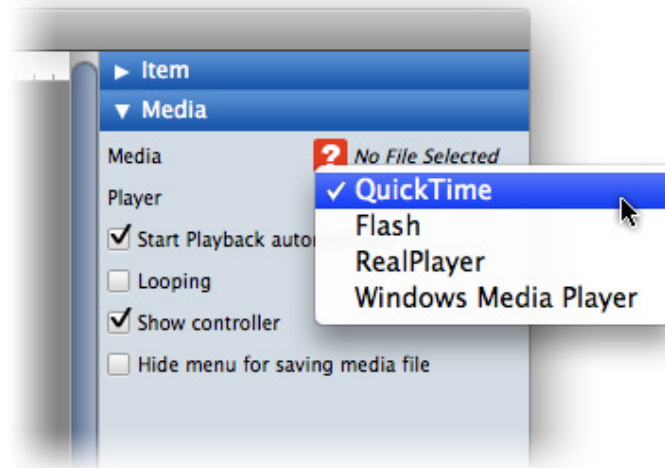 Item
Media
Media ? No File Selected
Player
✓ QuickTime
Flash
RealPlayer
Windows Media Player
Start Playback
Looping
Show controller
Hide menu for saving media file